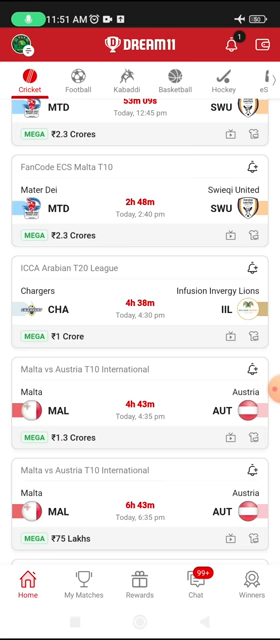 11:51 AM
50
DREAM11
1
Cricket
Football
Kabaddi
Basketball
Hockey
eS
MTD
53m 09s
Today, 12:45 pm
SWU
MEGA ₹2.3 Crores
FanCode ECS Malta T10
Mater Dei
Swieqi United
MTD
2h 48m
Today, 2:40 pm
SWU
MEGA ₹2.3 Crores
ICCA Arabian T20 League
Chargers
Infusion Invergy Lions
CHA
4h 38m
Today, 4:30 pm
IIL
MEGA ₹1 Crore
Malta vs Austria T10 International
Malta
Austria
MAL
4h 43m
Today, 4:35 pm
AUT
MEGA ₹1.3 Crores
Malta vs Austria T10 International
Malta
Austria
MAL
6h 43m
Today, 6:35 pm
AUT
MEGA ₹75 Lakhs
99+
Home
My Matches
Rewards
Chat
Winners